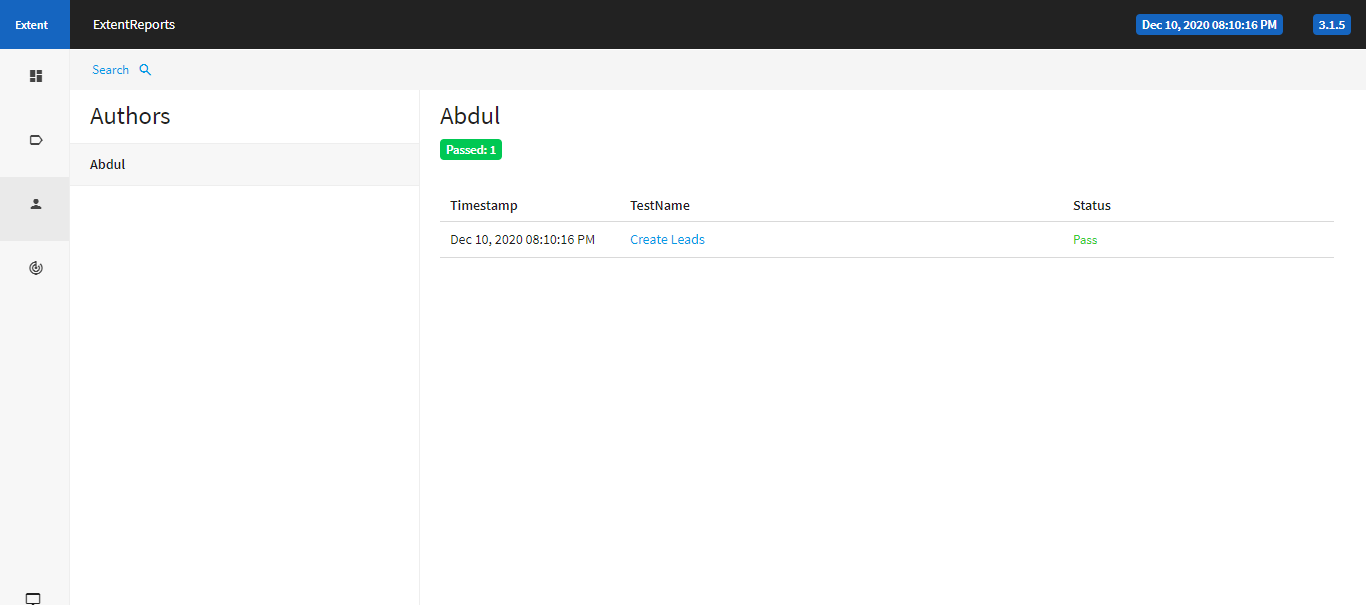 Extent ExtentReports Dec 10, 2020 08:10:16 PM 3.1.5
Search
Authors
Abdul
Abdul
Passed: 1
Timestamp TestName Status
Dec 10, 2020 08:10:16 PM Create Leads Pass